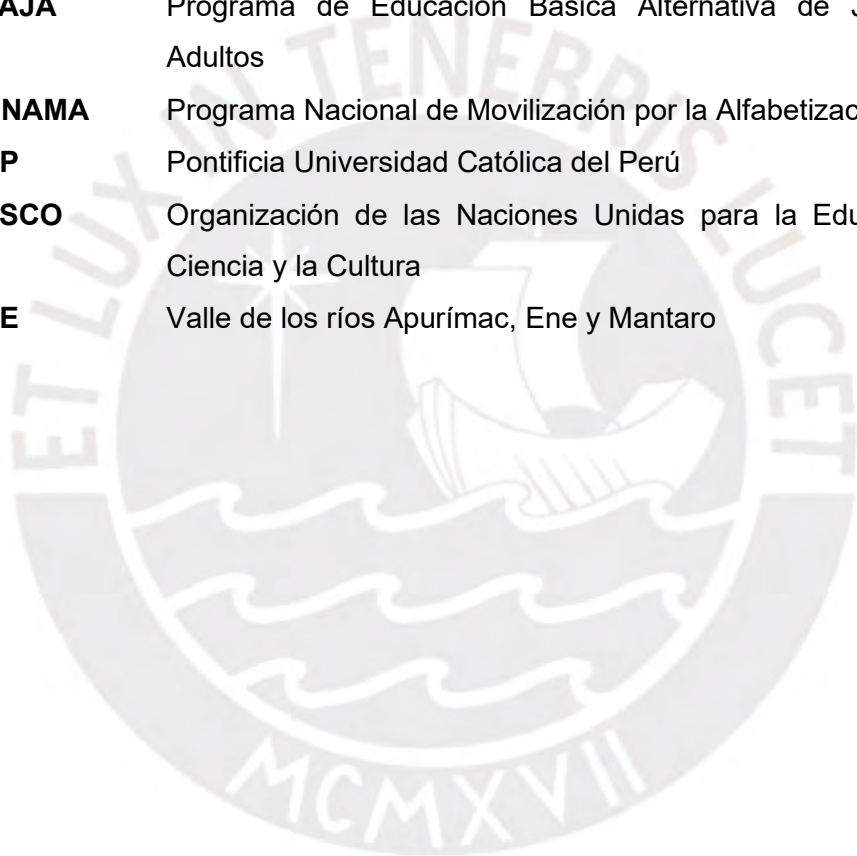 AJA Programa de Educación Básica Alternativa de J
Adultos
NAMA Programa Nacional de Movilización por la Alfabetizac
P Pontificia Universidad Católica del Perú
SCO Organización de las Naciones Unidas para la Edu
Ciencia y la Cultura
E Valle de los ríos Apurímac, Ene y Mantaro
ET LUX IN TENEBRIS LUCET
MCMXVII